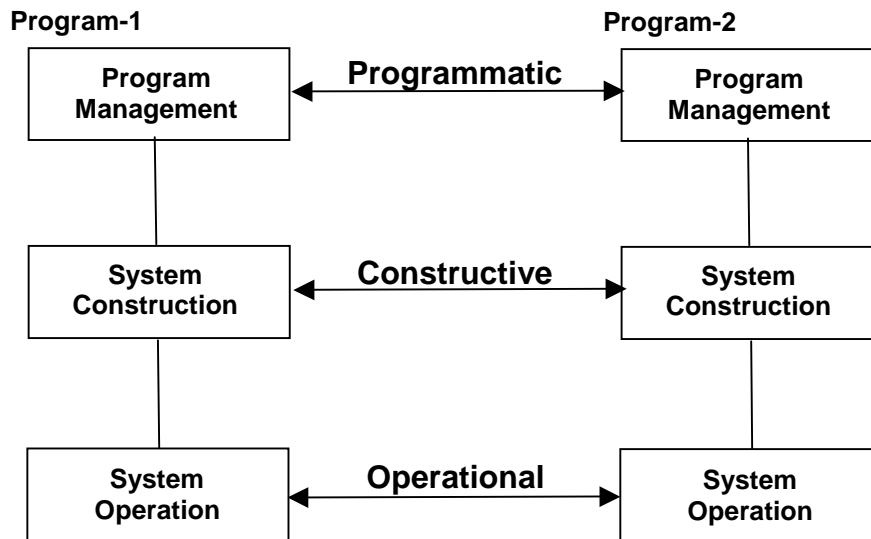 Program-1
Program-2
Program
Management
Programmatic
Program
Management
System
Construction
Constructive
System
Construction
System
Operation
Operational
System
Operation